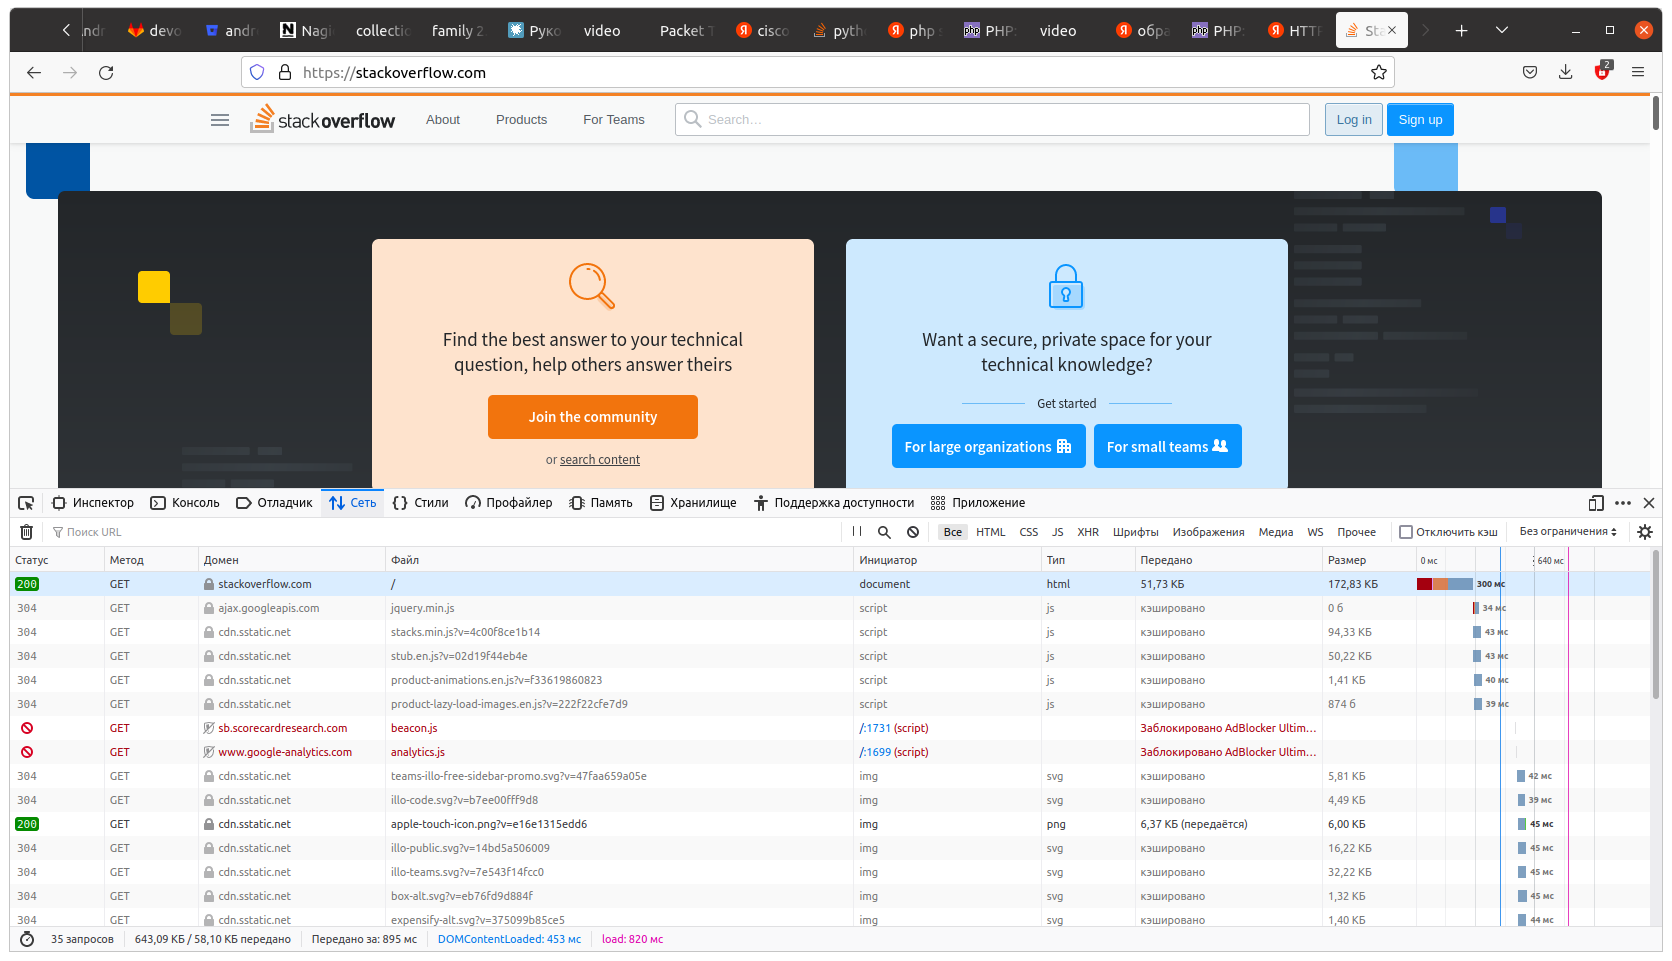 devo
andr
Nagi
collectio
family 2
Руко
video
Packet T
cisco
pyth
php s
PHP:
video
обра
PHP:
HTTP
Sta
https://stackoverflow.com
2
stackoverflow About Products For Teams Search... Log in Sign up
Find the best answer to your technical
question, help others answer theirs
Join the community
or search content
Want a secure, private space for your
technical knowledge?
Get started
For large organizations For small teams
Инспектор Консоль Отладчик Сеть Стили Профайлер Память Хранилище Поддержка доступности Приложение
Поиск URL Все HTML CSS JS XHR Шрифты Изображения Медиа WS Прочее Отключить кэш Без ограничения
Статус Метод Домен Файл Инициатор Тип Передано Размер 0 мс 640 мс
200 GET stackoverflow.com / document html 51,73 КБ 172,83 КБ 300 мс
304 GET ajax.googleapis.com jquery.min.js script js кэшировано 0 б 34 мс
304 GET cdn.sstatic.net stacks.min.js?v=4c00f8ce1b14 script js кэшировано 94,33 КБ 43 мс
304 GET cdn.sstatic.net stub.en.js?v=02d19f44eb4e script js кэшировано 50,22 КБ 43 мс
304 GET cdn.sstatic.net product-animations.en.js?v=f33619860823 script js кэшировано 1,41 КБ 40 мс
304 GET cdn.sstatic.net product-lazy-load-images.en.js?v=222f22cfe7d9 script js кэшировано 874 б 39 мс
GET sb.scorecardresearch.com beacon.js /:1731 (script) Заблокировано AdBlocker Ultim…
GET www.google-analytics.com analytics.js /:1699 (script) Заблокировано AdBlocker Ultim…
304 GET cdn.sstatic.net teams-illo-free-sidebar-promo.svg?v=47faa659a05e img svg кэшировано 5,81 КБ 42 мс
304 GET cdn.sstatic.net illo-code.svg?v=b7ee00fff9d8 img svg кэшировано 4,49 КБ 39 мс
200 GET cdn.sstatic.net apple-touch-icon.png?v=e16e1315edd6 img png 6,37 КБ (передаётся) 6,00 КБ 45 мс
304 GET cdn.sstatic.net illo-public.svg?v=14bd5a506009 img svg кэшировано 16,22 КБ 45 мс
304 GET cdn.sstatic.net illo-teams.svg?v=7e543f14fcc0 img svg кэшировано 32,22 КБ 45 мс
304 GET cdn.sstatic.net box-alt.svg?v=eb76fd9d884f img svg кэшировано 1,32 КБ 45 мс
304 GET cdn.sstatic.net expensify-alt.svg?v=375099b85ce5 img svg кэшировано 1,40 КБ 44 мс
35 запросов 643,09 КБ / 58,10 КБ передано Передано за: 895 мс DOMContentLoaded: 453 мс load: 820 мс